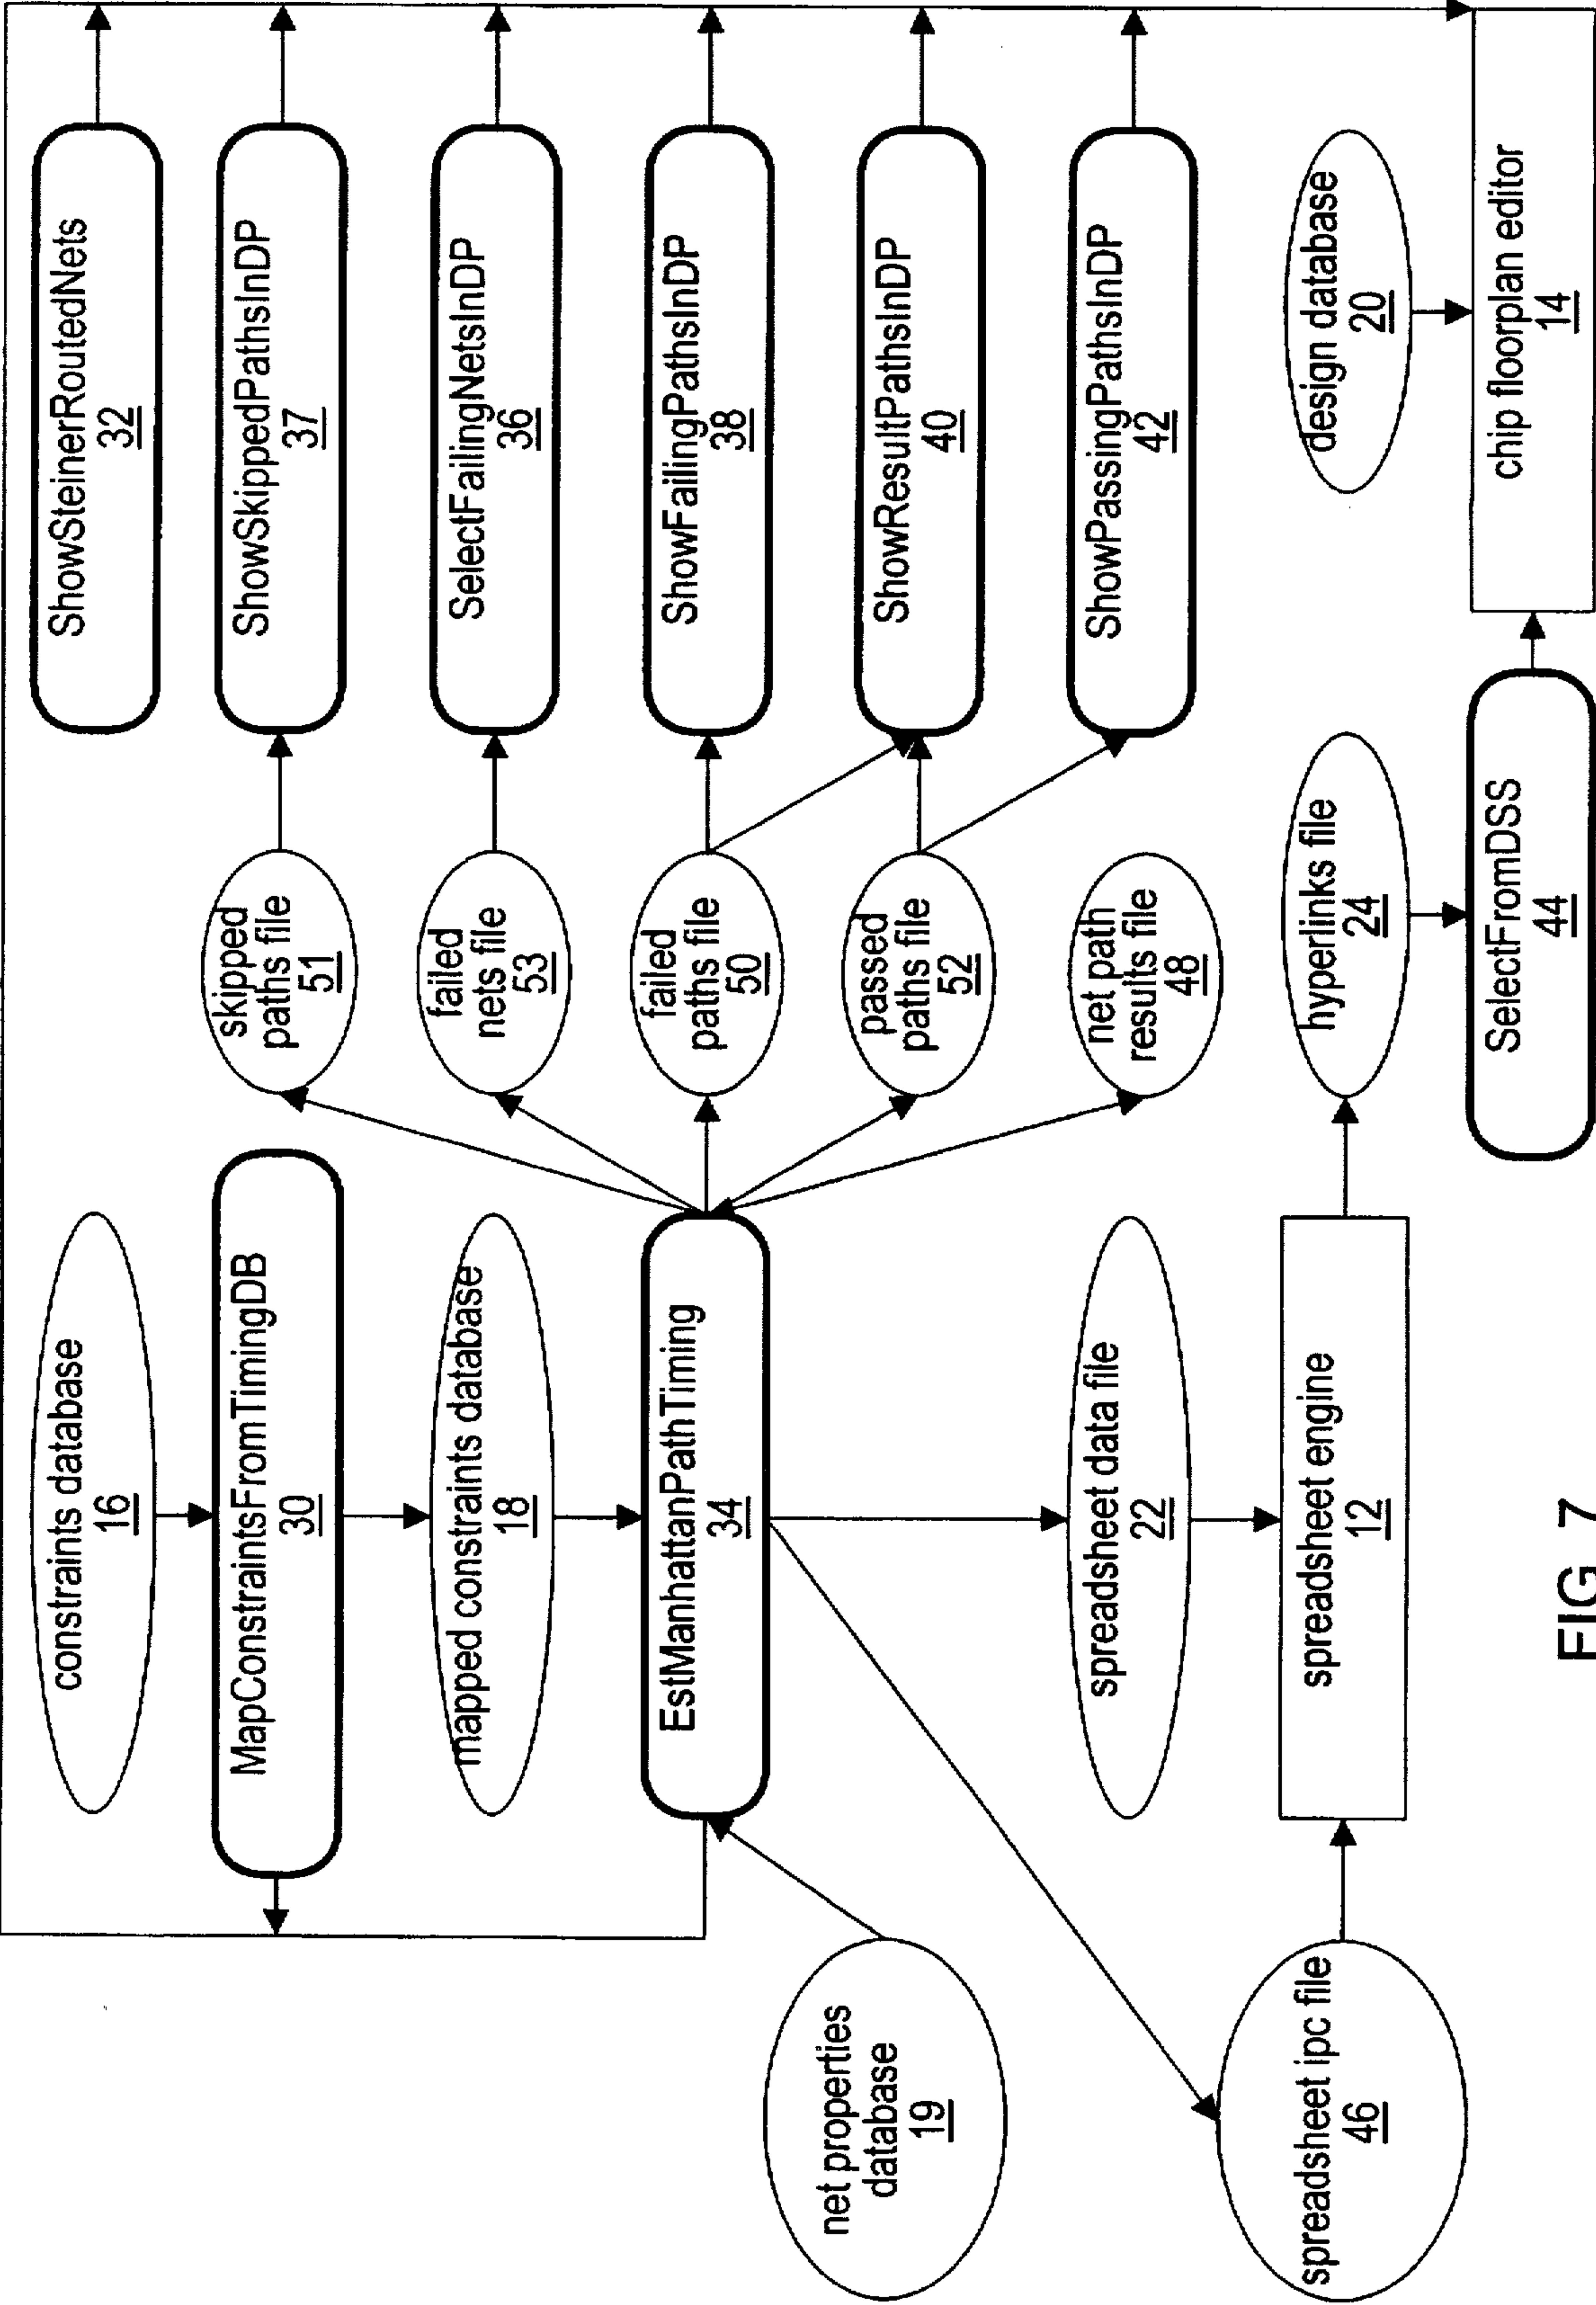 constraints database
16
MapConstraintsFromTimingDB
30
mapped constraints database
18
EstManhattanPathTiming
34
net properties
database
19
spreadsheet data file
22
spreadsheet engine
12
spreadsheet ipc file
46
skipped
paths file
51
failed
nets file
53
failed
paths file
50
passed
paths file
52
net path
results file
48
hyperlinks file
24
SelectFromDSS
44
ShowSteinerRoutedNets
32
ShowSkippedPathsInDP
37
SelectFailingNetsInDP
36
ShowFailingPathsInDP
38
ShowResultPathsInDP
40
ShowPassingPathsInDP
42
design database
20
chip floorplan editor
14
FIG. 7